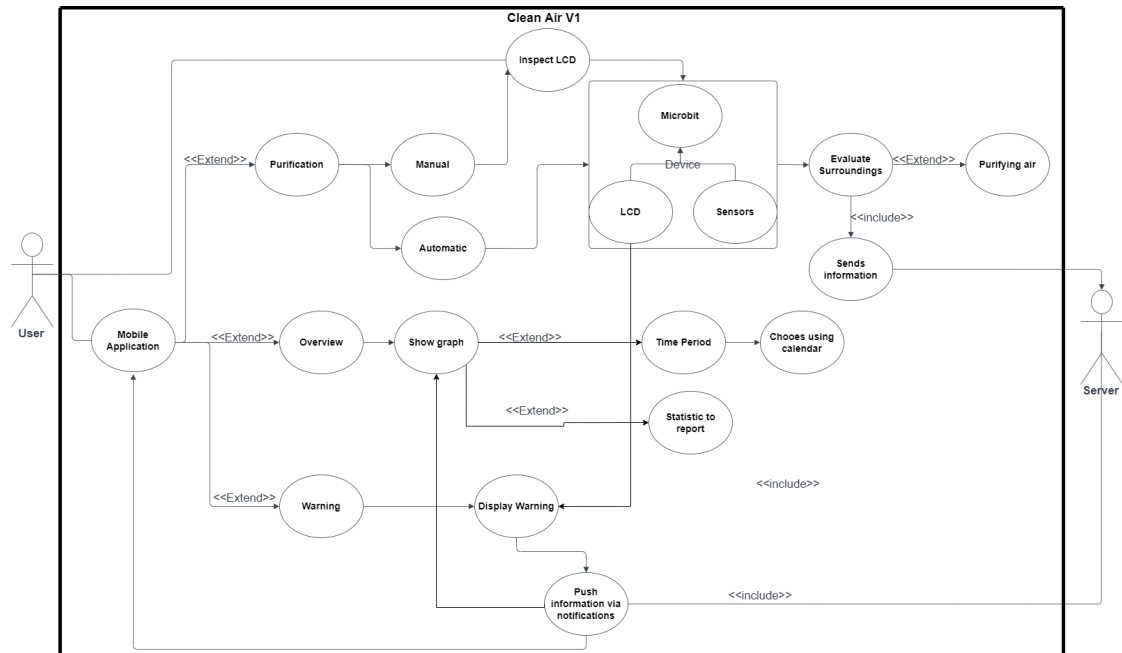 Clean Air V1
Inspect LCD
Microbit
<<Extend>>
Purification
Manual
Device
Evaluate
Surroundings
<<Extend>>
Purifying air
LCD
Sensors
<<include>>
Automatic
Sends
information
User
Mobile
Application
<<Extend>>
Overview
Show graph
<<Extend>>
Time Period
Chooes using
calendar
Server
<<Extend>>
Statistic to
report
<<include>>
<<Extend>>
Warning
Display Warning
Push
information via
notifications
<<include>>